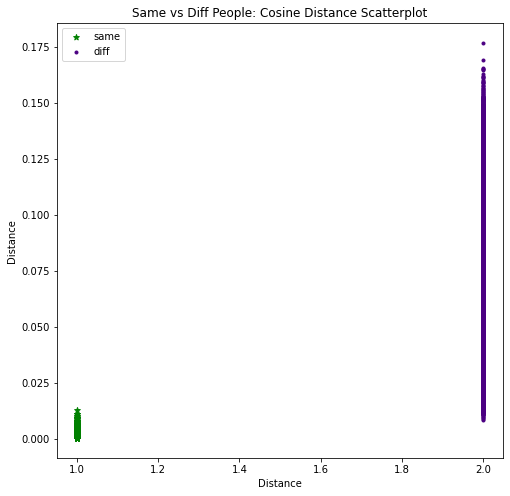 Same vs Diff People: Cosine Distance Scatterplot
same
diff
0.175
0.150
0.125
0.100
0.075
0.050
0.025
0.000
Distance
1.0 1.2 1.4 1.6 1.8 2.0
Distance